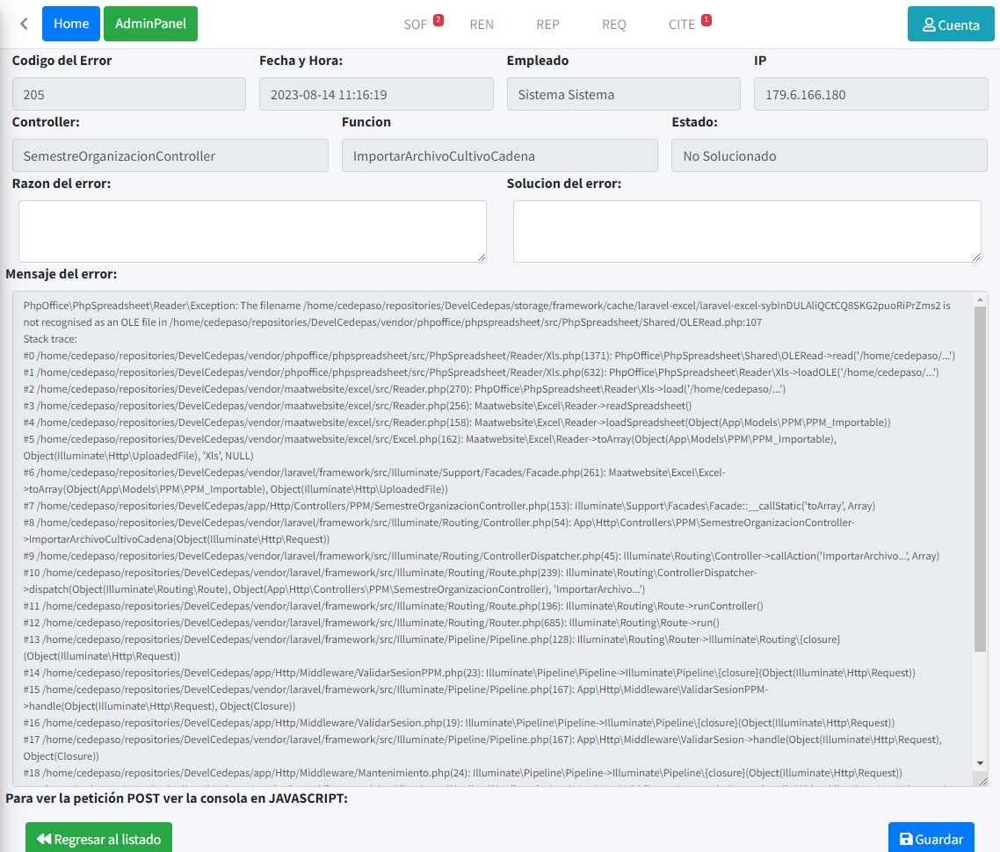 Home AdminPanel SOF 2 REN REP REQ CITE 1 Cuenta
Codigo del Error Fecha y Hora: Empleado IP
205 2023-08-14 11:16:19 Sistema Sistema 179.6.166.180
Controller: Funcion Estado:
SemestreOrganizacionController ImportarArchivoCultivoCadena No Solucionado
Razon del error: Solucion del error:
Mensaje del error:
PhpOffice\PhpSpreadsheet\Reader\Exception: The filename /home/cedepaso/repositories/DevelCedepas/storage/framework/cache/laravel-excel/laravel-excel-sybInDULAliQCtCQ8SKG2puoRiPrZms2 is
not recognised as an OLE file in /home/cedepaso/repositories/DevelCedepas/vendor/phpoffice/phpspreadsheet/src/PhpSpreadsheet/Shared/OLERead.php:107
Stack trace:
#0 /home/cedepaso/repositories/DevelCedepas/vendor/phpoffice/phpspreadsheet/src/PhpSpreadsheet/Reader/Xls.php(1371): PhpOffice\PhpSpreadsheet\Shared\OLERead->read('/home/cedepaso/...')
#1 /home/cedepaso/repositories/DevelCedepas/vendor/phpoffice/phpspreadsheet/src/PhpSpreadsheet/Reader/Xls.php(632): PhpOffice\PhpSpreadsheet\Reader\Xls->loadOLE('/home/cedepaso/...')
#2 /home/cedepaso/repositories/DevelCedepas/vendor/maatwebsite/excel/src/Reader.php(270): PhpOffice\PhpSpreadsheet\Reader\Xls->load('/home/cedepaso/...')
#3 /home/cedepaso/repositories/DevelCedepas/vendor/maatwebsite/excel/src/Reader.php(256): Maatwebsite\Excel\Reader->readSpreadsheet()
#4 /home/cedepaso/repositories/DevelCedepas/vendor/maatwebsite/excel/src/Reader.php(158): Maatwebsite\Excel\Reader->loadSpreadsheet(Object(App\Models\PPM\PPM_Importable))
#5 /home/cedepaso/repositories/DevelCedepas/vendor/maatwebsite/excel/src/Excel.php(162): Maatwebsite\Excel\Reader->toArray(Object(App\Models\PPM\PPM_Importable),
Object(Illuminate\Http\UploadedFile), 'Xls', NULL)
#6 /home/cedepaso/repositories/DevelCedepas/vendor/laravel/framework/src/Illuminate/Support/Facades/Facade.php(261): Maatwebsite\Excel\Excel-
>toArray(Object(App\Models\PPM\PPM_Importable), Object(Illuminate\Http\UploadedFile))
#7 /home/cedepaso/repositories/DevelCedepas/app/Http/Controllers/PPM/SemestreOrganizacionController.php(153): Illuminate\Support\Facades\Facade::__callStatic('toArray', Array)
#8 /home/cedepaso/repositories/DevelCedepas/vendor/laravel/framework/src/Illuminate/Routing/Controller.php(54): App\Http\Controllers\PPM\SemestreOrganizacionController-
>ImportarArchivoCultivoCadena(Object(Illuminate\Http\Request))
#9 /home/cedepaso/repositories/DevelCedepas/vendor/laravel/framework/src/Illuminate/Routing/ControllerDispatcher.php(45): Illuminate\Routing\Controller->callAction('ImportarArchivo...', Array)
#10 /home/cedepaso/repositories/DevelCedepas/vendor/laravel/framework/src/Illuminate/Routing/Route.php(239): Illuminate\Routing\ControllerDispatcher-
>dispatch(Object(Illuminate\Routing\Route), Object(App\Http\Controllers\PPM\SemestreOrganizacionController), 'ImportarArchivo...')
#11 /home/cedepaso/repositories/DevelCedepas/vendor/laravel/framework/src/Illuminate/Routing/Route.php(196): Illuminate\Routing\Route->runController()
#12 /home/cedepaso/repositories/DevelCedepas/vendor/laravel/framework/src/Illuminate/Routing/Router.php(685): Illuminate\Routing\Route->run()
#13 /home/cedepaso/repositories/DevelCedepas/vendor/laravel/framework/src/Illuminate/Pipeline/Pipeline.php(128): Illuminate\Routing\Router->Illuminate\Routing\{closure}
(Object(Illuminate\Http\Request))
#14 /home/cedepaso/repositories/DevelCedepas/app/Http/Middleware/ValidarSesionPPM.php(23): Illuminate\Pipeline\Pipeline->Illuminate\Pipeline\{closure}(Object(Illuminate\Http\Request))
#15 /home/cedepaso/repositories/DevelCedepas/vendor/laravel/framework/src/Illuminate/Pipeline/Pipeline.php(167): App\Http\Middleware\ValidarSesionPPM-
>handle(Object(Illuminate\Http\Request), Object(Closure))
#16 /home/cedepaso/repositories/DevelCedepas/app/Http/Middleware/ValidarSesion.php(19): Illuminate\Pipeline\Pipeline->Illuminate\Pipeline\{closure}(Object(Illuminate\Http\Request))
#17 /home/cedepaso/repositories/DevelCedepas/vendor/laravel/framework/src/Illuminate/Pipeline/Pipeline.php(167): App\Http\Middleware\ValidarSesion->handle(Object(Illuminate\Http\Request),
Object(Closure))
#18 /home/cedepaso/repositories/DevelCedepas/app/Http/Middleware/Mantenimiento.php(24): Illuminate\Pipeline\Pipeline->Illuminate\Pipeline\{closure}(Object(Illuminate\Http\Request))
Para ver la petición POST ver la consola en JAVASCRIPT:
Regresar al listado Guardar